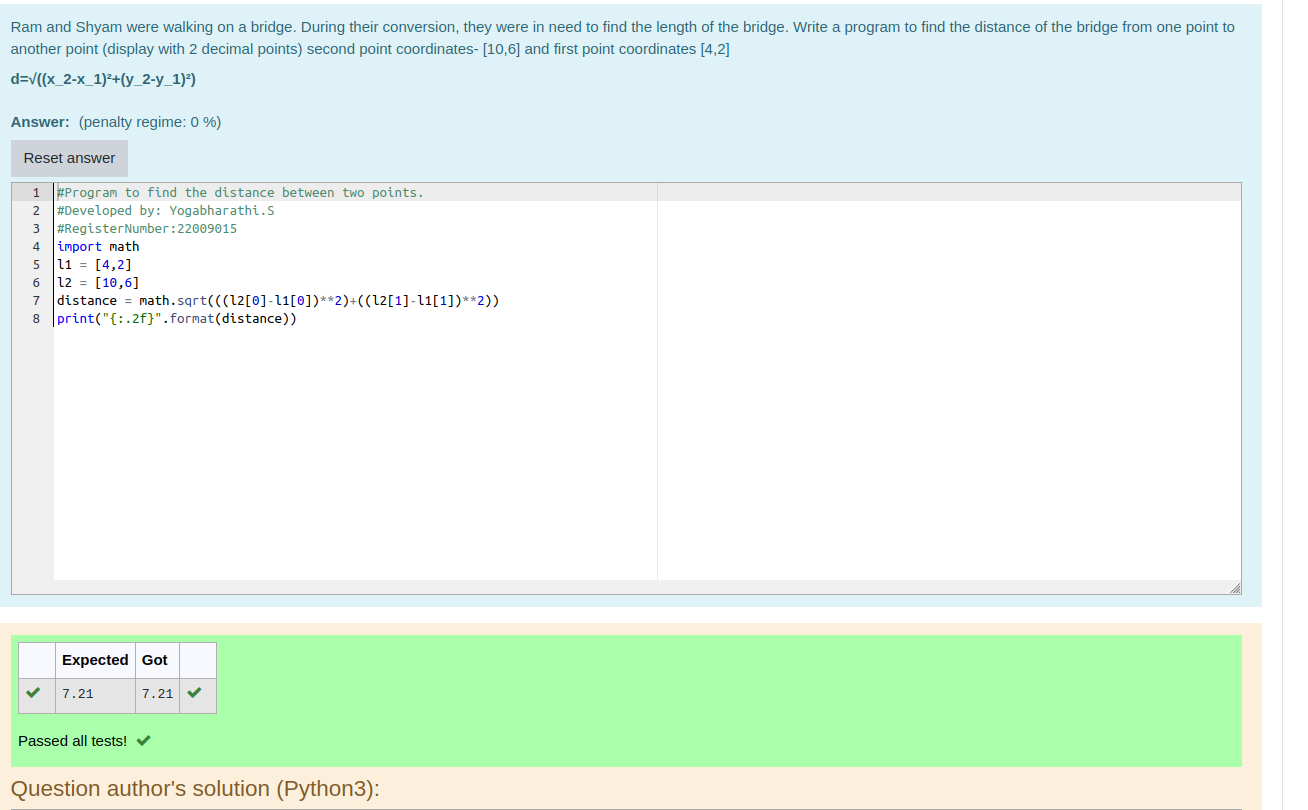 Ram and Shyam were walking on a bridge. During their conversion, they were in need to find the length of the bridge. Write a program to find the distance of the bridge from one point to
another point (display with 2 decimal points) second point coordinates- [10,6] and first point coordinates [4,2]
d=√((x_2-x_1)²+(y_2-y_1)²)
Answer: (penalty regime: 0 %)
Reset answer
1 #Program to find the distance between two points.
2 #Developed by: Yogabharathi.S
3 #RegisterNumber:22009015
4 import math
5 l1 = [4,2]
6 l2 = [10,6]
7 distance = math.sqrt(((l2[0]-l1[0])**2)+((l2[1]-l1[1])**2))
8 print("{:.2f}".format(distance))
Expected Got
7.21 7.21
Passed all tests!
Question author's solution (Python3):